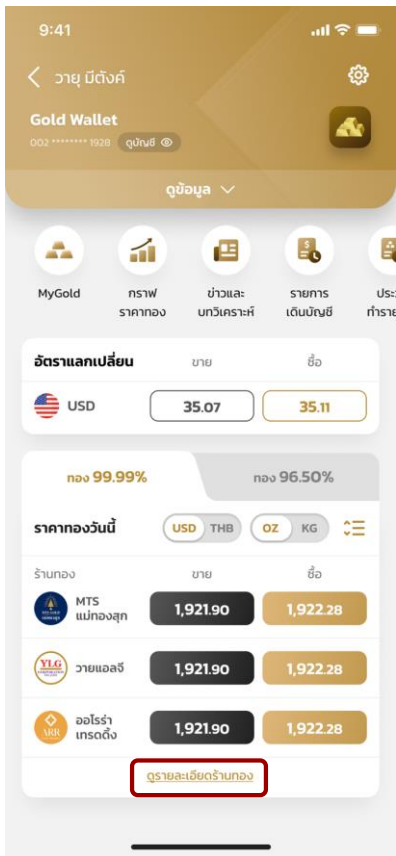 9:41
วายุ มีตังค์
Gold Wallet
002 ******** 1928 ดูบัญชี
ดูข้อมูล
MyGold
กราฟ
ราคาทอง
ข่าวและ
บทวิเคราะห์
รายการ
เดินบัญชี
อัตราแลกเปลี่ยน ขาย ซื้อ
USD 35.07 35.11
ทอง 99.99% ทอง 96.50%
ราคาทองวันนี้ USD THB OZ KG
ร้านทอง ขาย ซื้อ
MTS
แม่ทองสุก
1,921.90 1,922.28
YLG
วายแอลจี 1,921.90 1,922.28
ARR
ออโรร่า
เทรดดิ้ง
1,921.90 1,922.28
ดูรายละเอียดร้านทอง